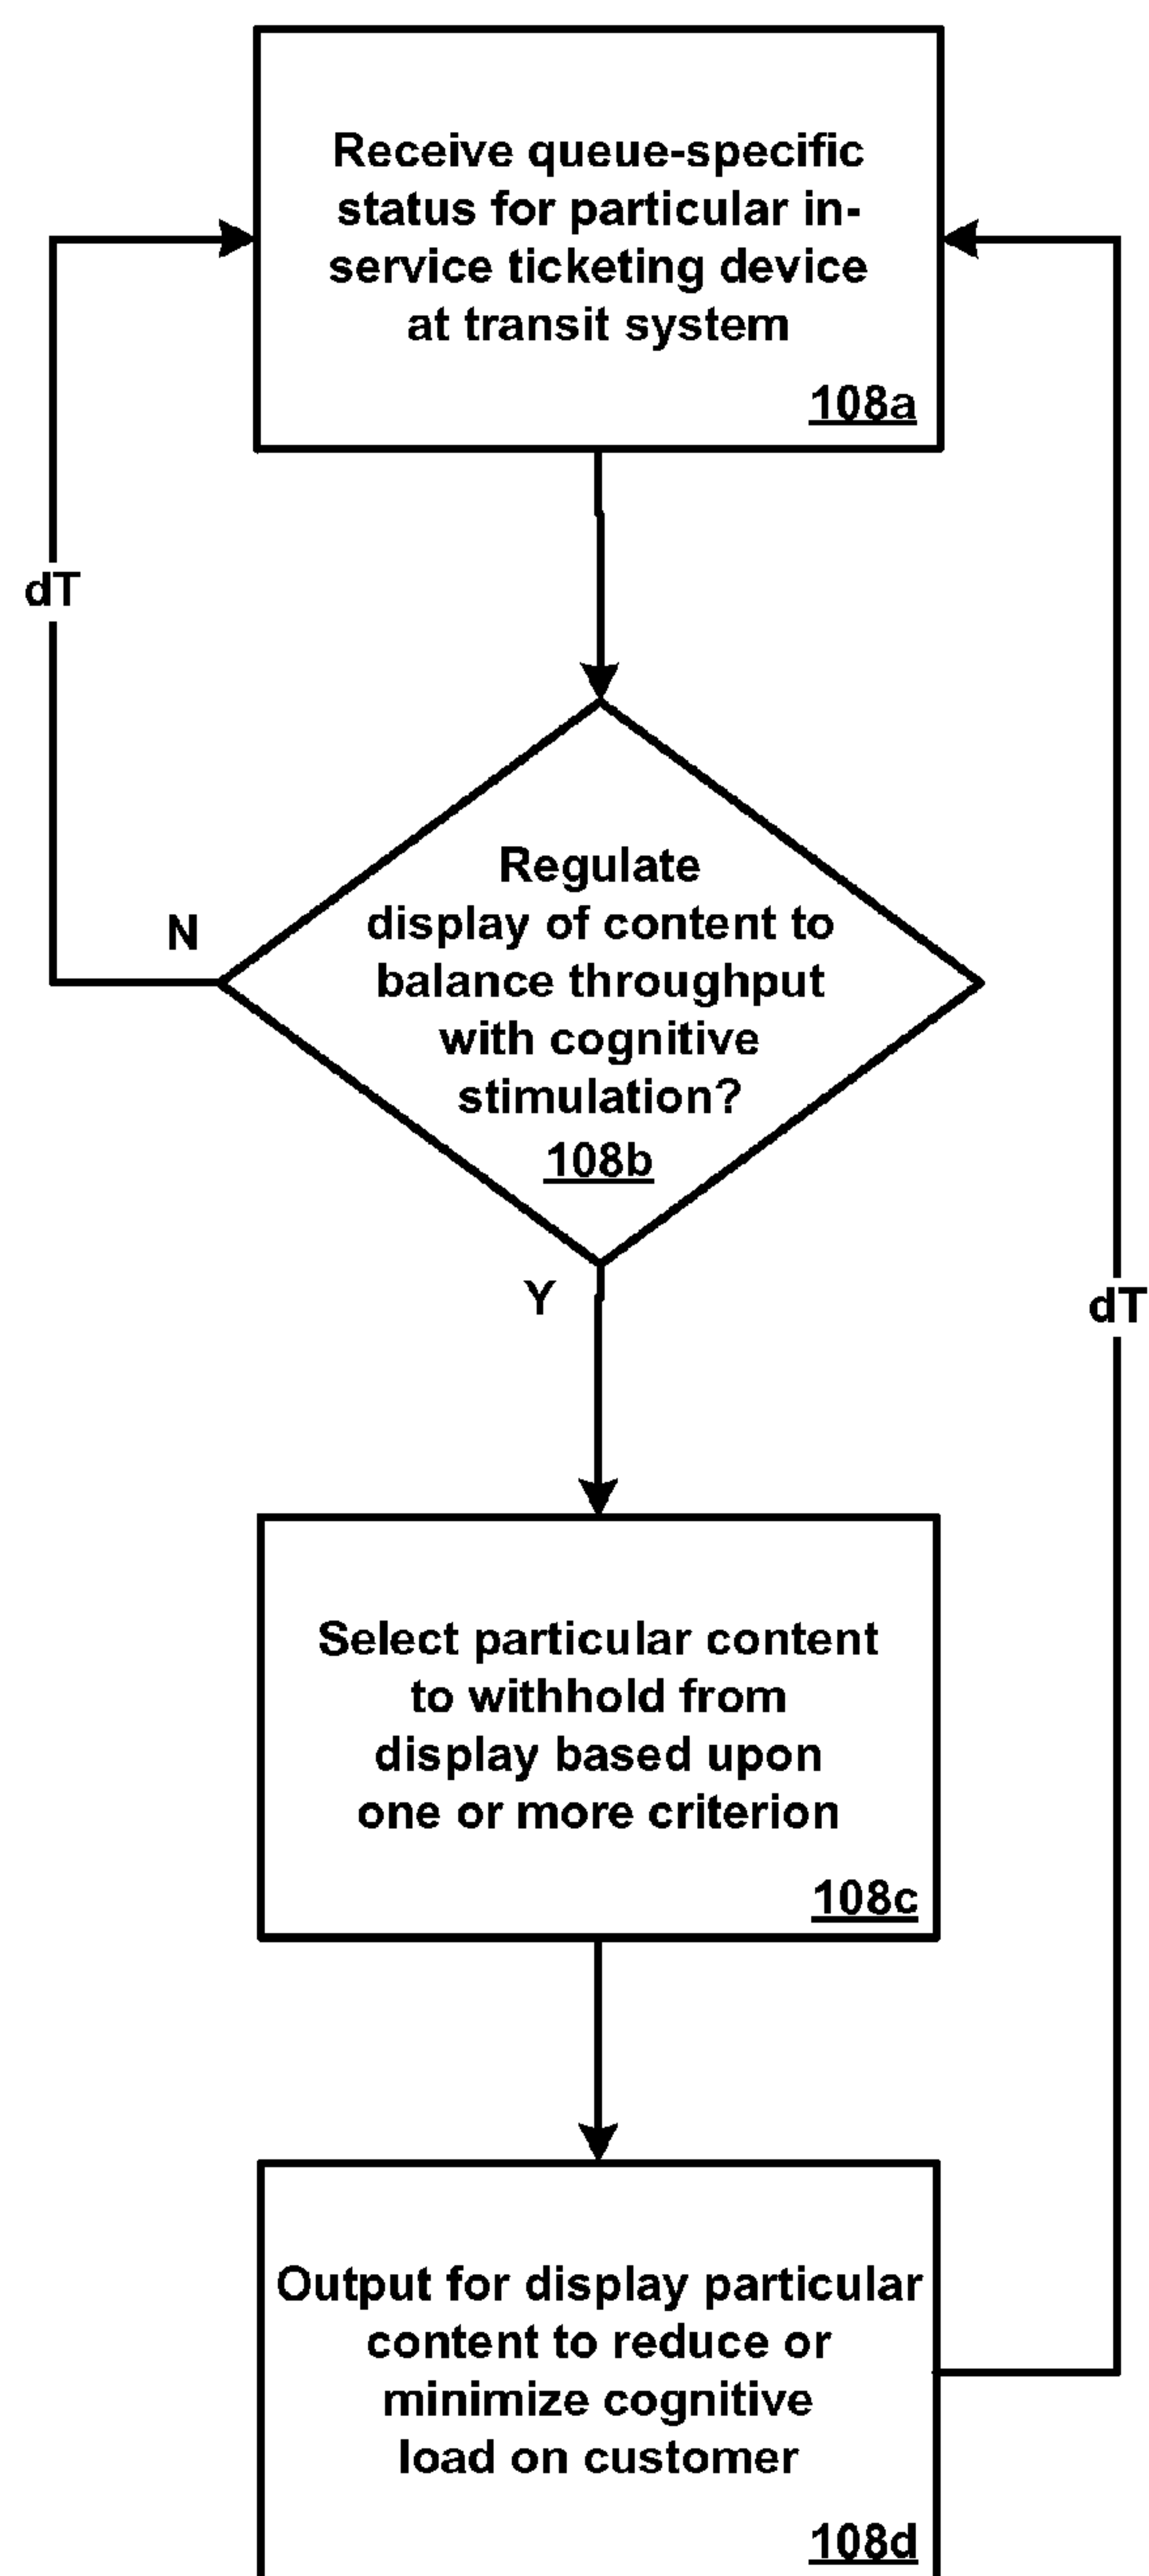 Receive queue-specific
status for particular in-
service ticketing device
at transit system
108a
dT
Regulate
display of content to
balance throughput
with cognitive
stimulation?
108b
N
Y
dT
Select particular content
to withhold from
display based upon
one or more criterion
108c
Output for display particular
content to reduce or
minimize cognitive
load on customer
108d